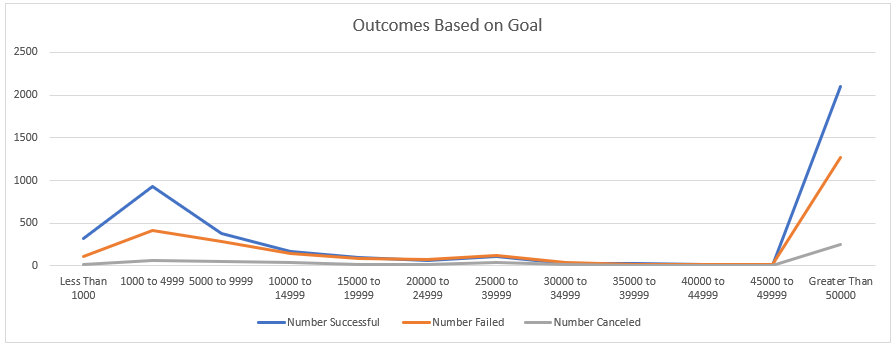 Outcomes Based on Goal
2500
2000
1500
1000
500
0
Less Than 1000
1000 to 4999
5000 to 9999
10000 to 14999
15000 to 19999
20000 to 24999
25000 to 39999
30000 to 34999
35000 to 39999
40000 to 44999
45000 to 49999
Greater Than 50000
Number Successful
Number Failed
Number Canceled